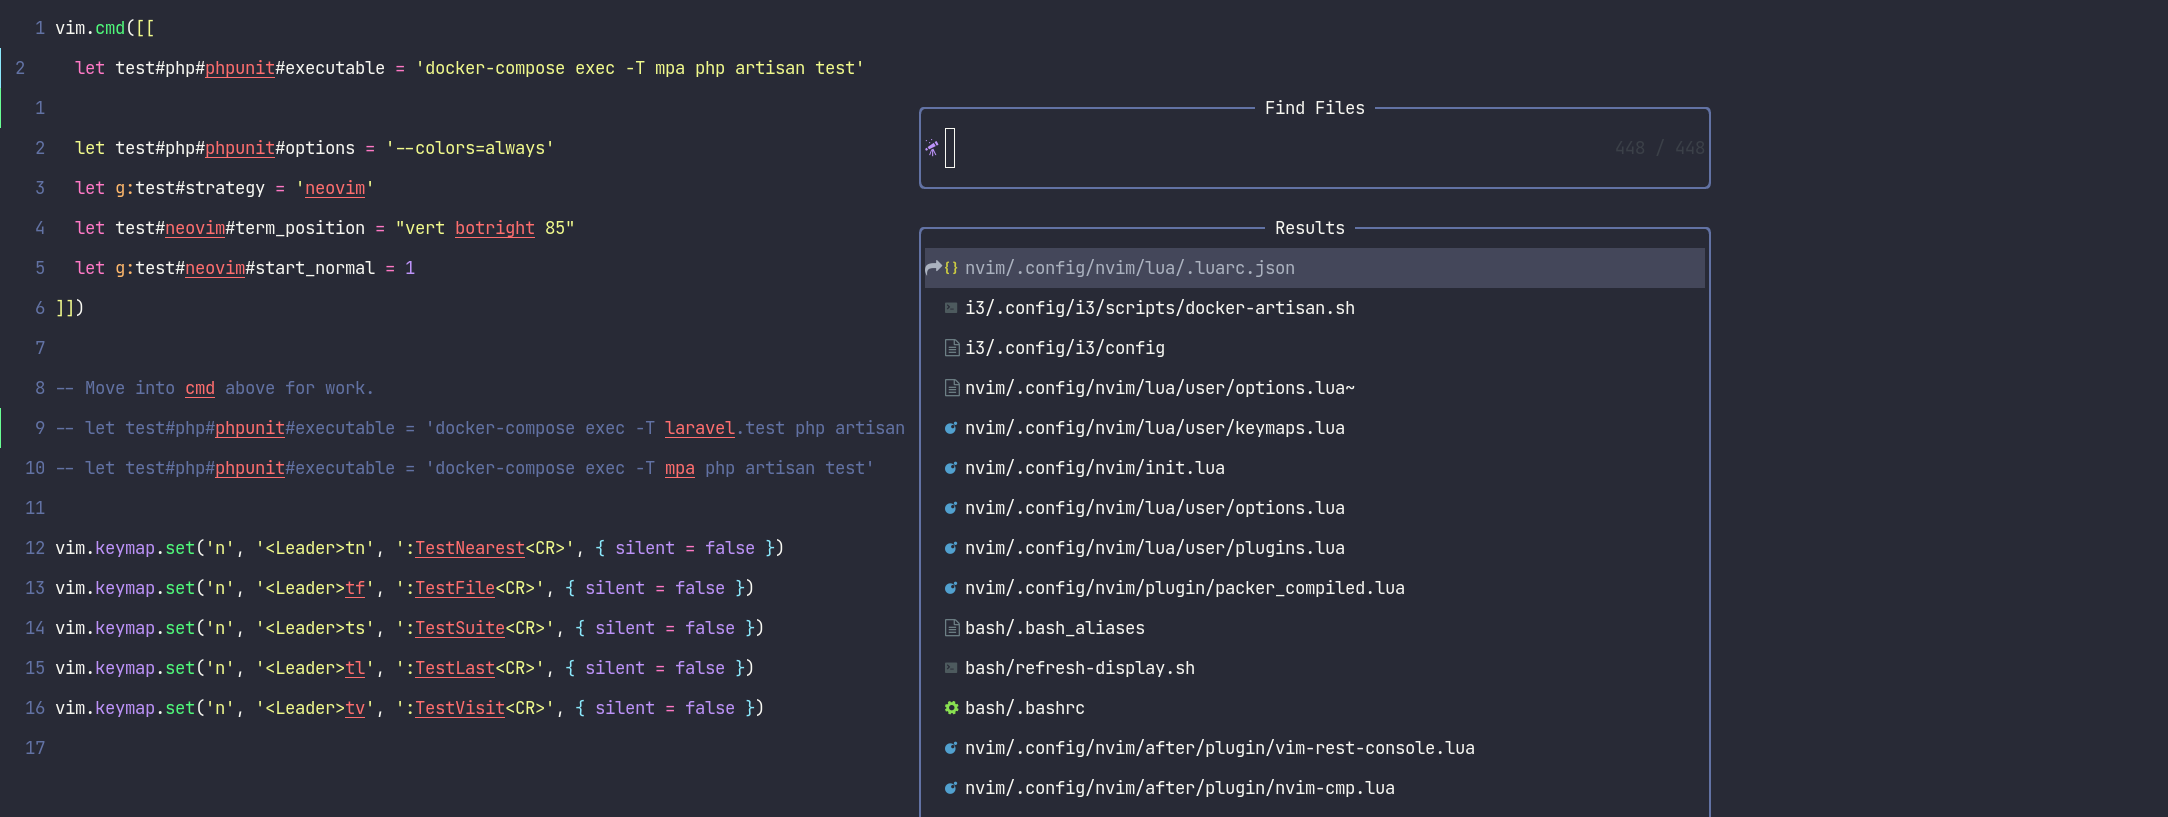 1 vim.cmd([[
2 let test#php#phpunit#executable = 'docker-compose exec -T mpa php artisan test'
1
2 let test#php#phpunit#options = '--colors=always'
3 let g:test#strategy = 'neovim'
4 let test#neovim#term_position = "vert botright 85"
5 let g:test#neovim#start_normal = 1
6 ]])
7
8 -- Move into cmd above for work.
9 -- let test#php#phpunit#executable = 'docker-compose exec -T laravel.test php artisan
10 -- let test#php#phpunit#executable = 'docker-compose exec -T mpa php artisan test'
11
12 vim.keymap.set('n', '<Leader>tn', ':TestNearest<CR>', { silent = false })
13 vim.keymap.set('n', '<Leader>tf', ':TestFile<CR>', { silent = false })
14 vim.keymap.set('n', '<Leader>ts', ':TestSuite<CR>', { silent = false })
15 vim.keymap.set('n', '<Leader>tl', ':TestLast<CR>', { silent = false })
16 vim.keymap.set('n', '<Leader>tv', ':TestVisit<CR>', { silent = false })
17
Find Files
448 / 448
Results
{} nvim/.config/nvim/lua/.luarc.json
i3/.config/i3/scripts/docker-artisan.sh
i3/.config/i3/config
nvim/.config/nvim/lua/user/options.lua~
nvim/.config/nvim/lua/user/keymaps.lua
nvim/.config/nvim/init.lua
nvim/.config/nvim/lua/user/options.lua
nvim/.config/nvim/lua/user/plugins.lua
nvim/.config/nvim/plugin/packer_compiled.lua
bash/.bash_aliases
bash/refresh-display.sh
bash/.bashrc
nvim/.config/nvim/after/plugin/vim-rest-console.lua
nvim/.config/nvim/after/plugin/nvim-cmp.lua